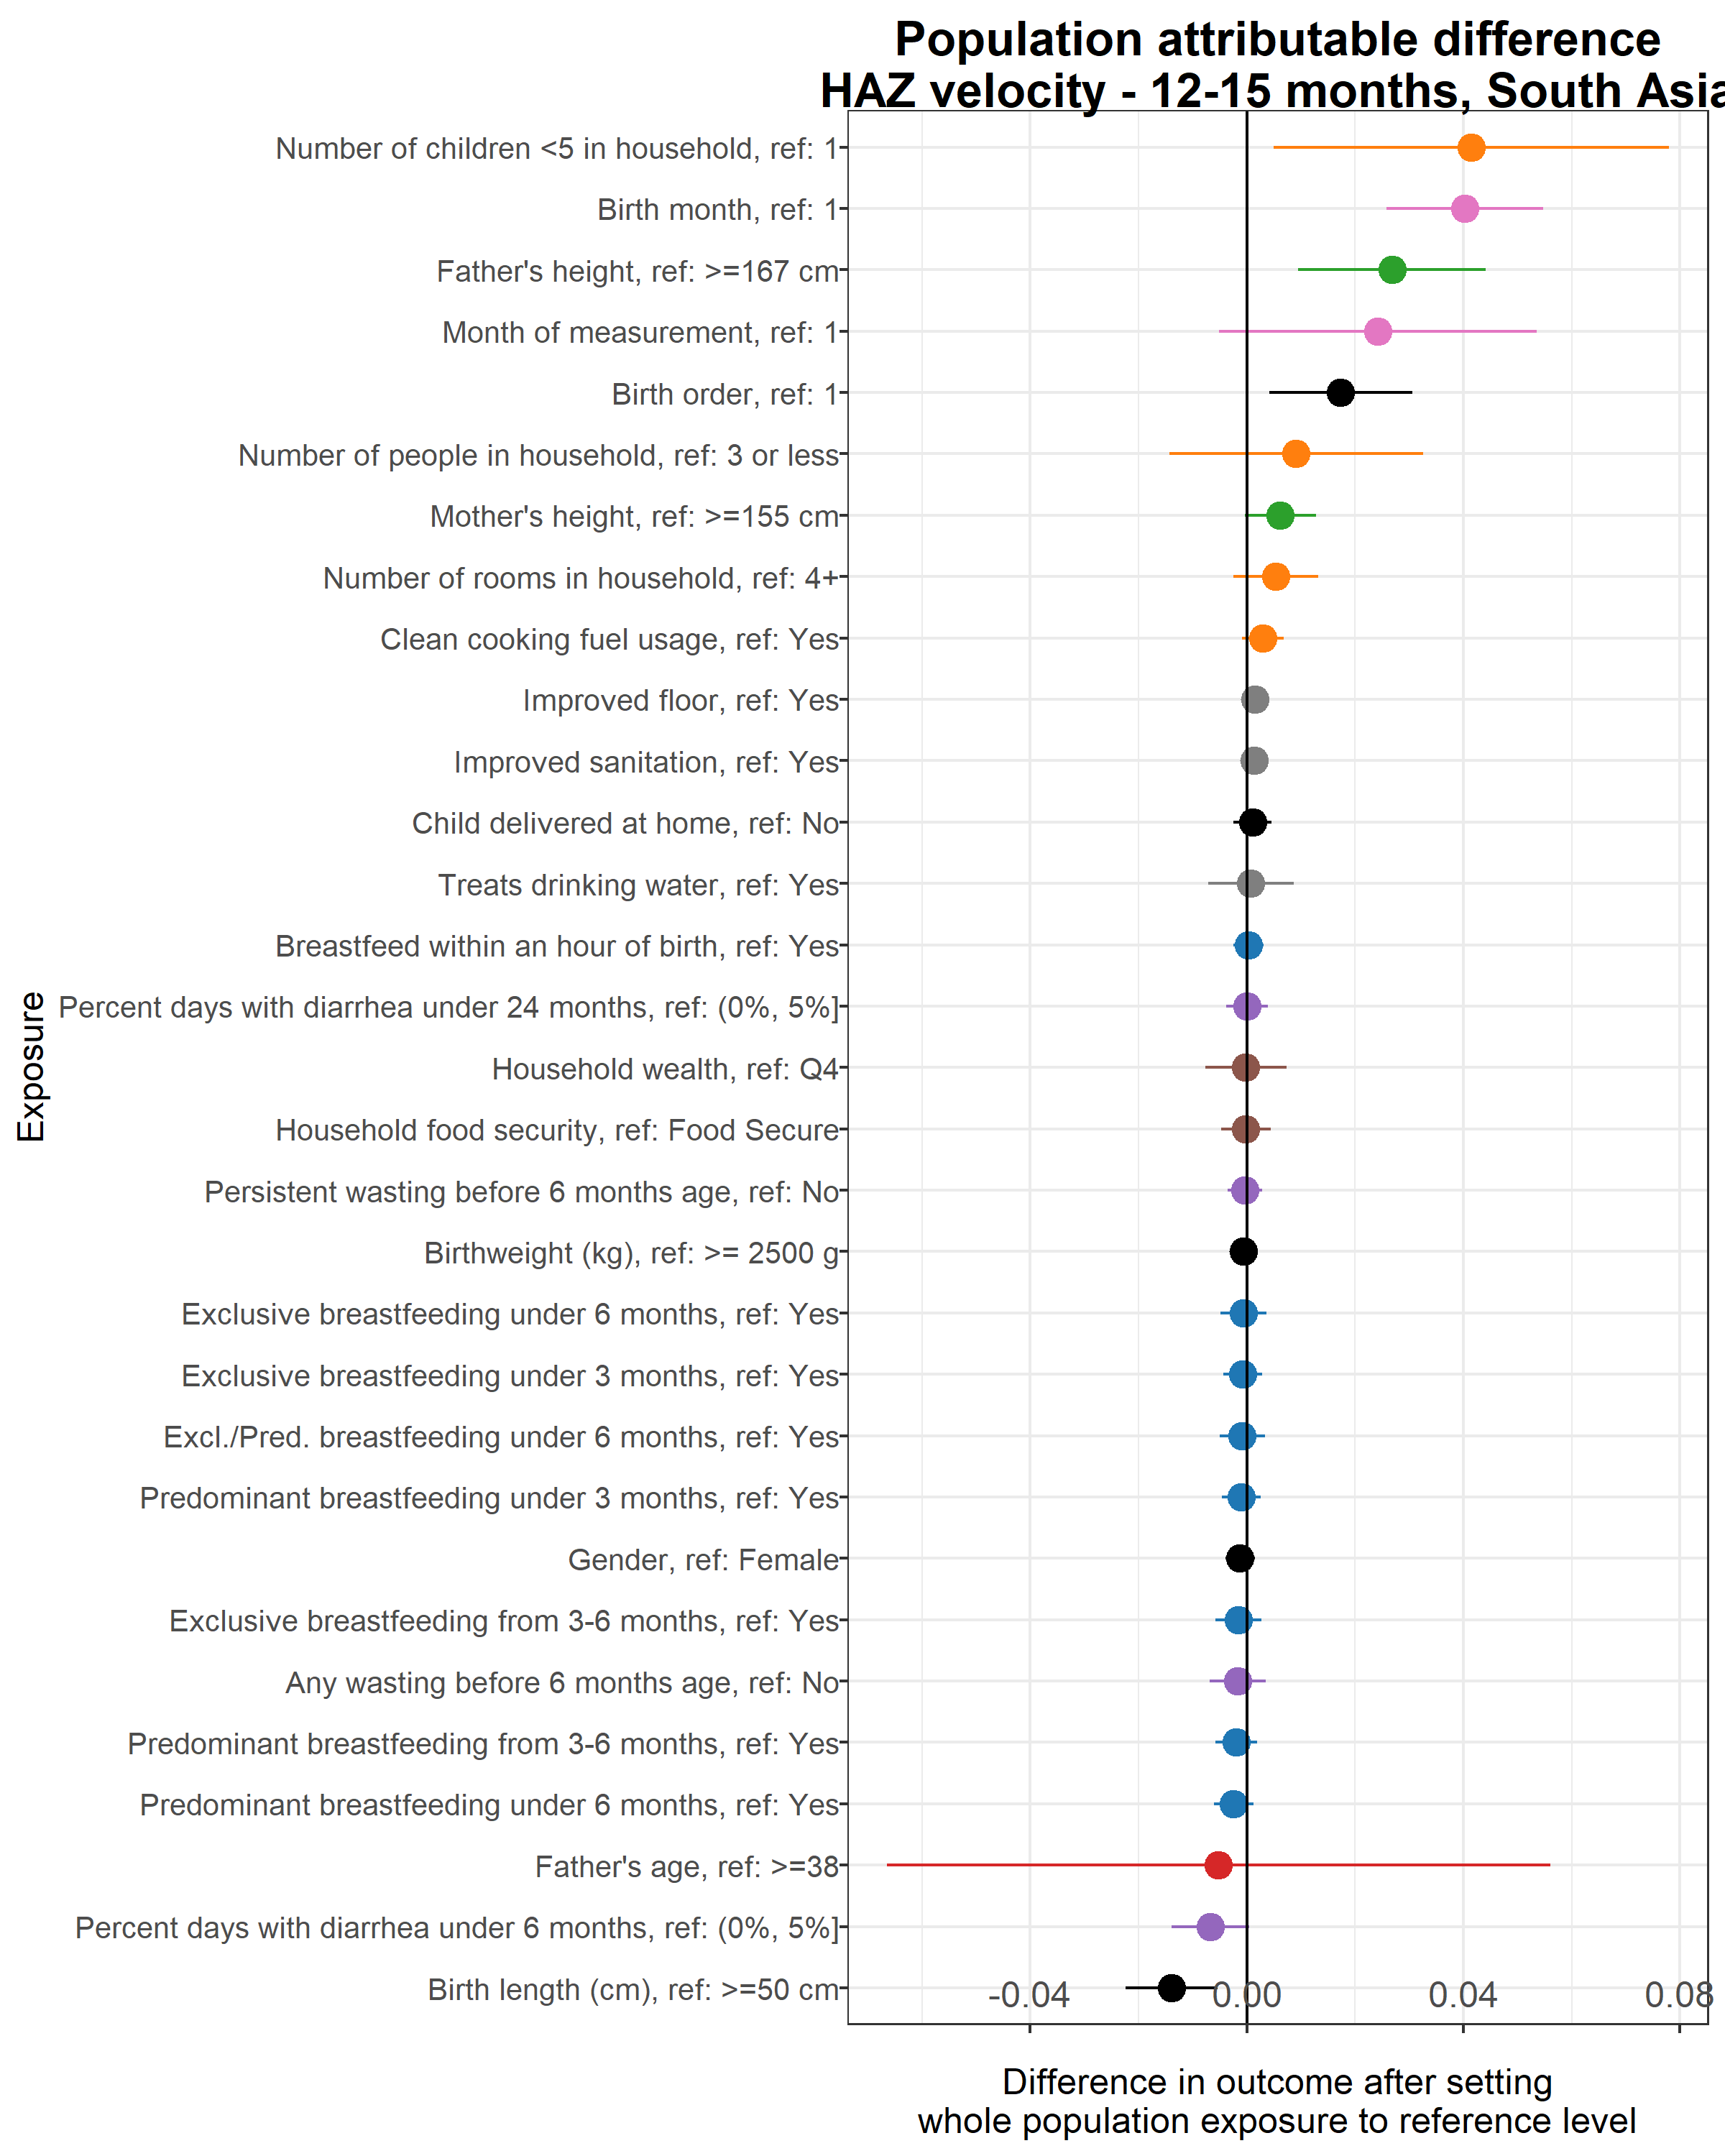 Population attributable difference
HAZ velocity - 12-15 months, South Asia
Number of children <5 in household, ref: 1
Birth month, ref: 1
Father's height, ref: >=167 cm
Month of measurement, ref: 1
Birth order, ref: 1
Number of people in household, ref: 3 or less
Mother's height, ref: >=155 cm
Number of rooms in household, ref: 4+
Clean cooking fuel usage, ref: Yes
Improved floor, ref: Yes
Improved sanitation, ref: Yes
Child delivered at home, ref: No
Treats drinking water, ref: Yes
Breastfeed within an hour of birth, ref: Yes
Percent days with diarrhea under 24 months, ref: (0%, 5%]
Household wealth, ref: Q4
Household food security, ref: Food Secure
Persistent wasting before 6 months age, ref: No
Birthweight (kg), ref: >= 2500 g
Exclusive breastfeeding under 6 months, ref: Yes
Exclusive breastfeeding under 3 months, ref: Yes
Excl./Pred. breastfeeding under 6 months, ref: Yes
Predominant breastfeeding under 3 months, ref: Yes
Gender, ref: Female
Exclusive breastfeeding from 3-6 months, ref: Yes
Any wasting before 6 months age, ref: No
Predominant breastfeeding from 3-6 months, ref: Yes
Predominant breastfeeding under 6 months, ref: Yes
Father's age, ref: >=38
Percent days with diarrhea under 6 months, ref: (0%, 5%]
Birth length (cm), ref: >=50 cm
Exposure
-0.04 0.00 0.04 0.08
Difference in outcome after setting
whole population exposure to reference level